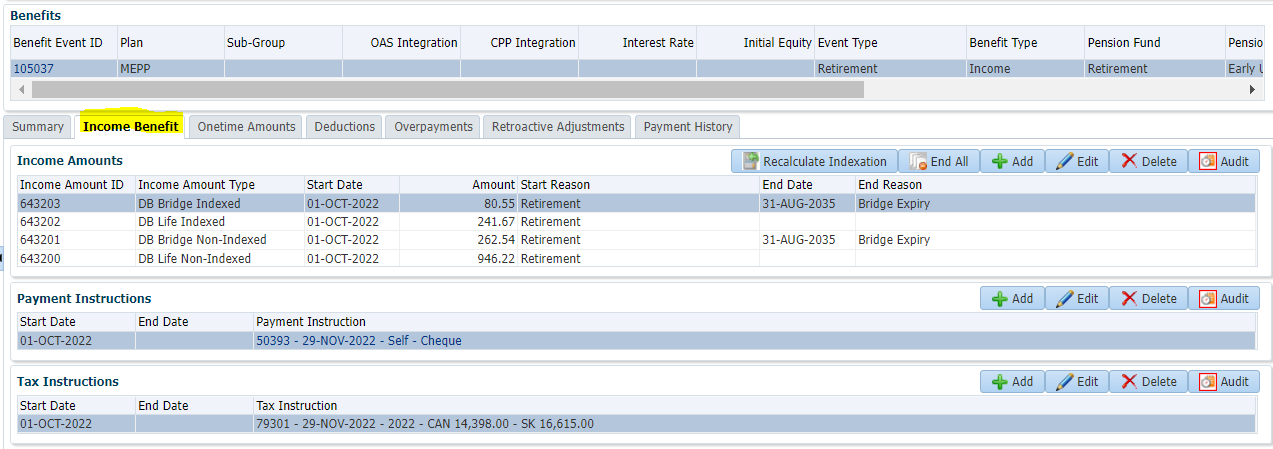 Benefits
Benefit Event ID Plan Sub-Group OAS Integration CPP Integration Interest Rate Initial Equity Event Type Benefit Type Pension Fund Pensio
105037 MEPP Retirement Income Retirement Early U
Summary Income Benefit Onetime Amounts Deductions Overpayments Retroactive Adjustments Payment History
Income Amounts Recalculate Indexation End All Add Edit Delete Audit
Income Amount ID Income Amount Type Start Date Amount Start Reason End Date End Reason
643203 DB Bridge Indexed 01-OCT-2022 80.55 Retirement 31-AUG-2035 Bridge Expiry
643202 DB Life Indexed 01-OCT-2022 241.67 Retirement
643201 DB Bridge Non-Indexed 01-OCT-2022 262.54 Retirement 31-AUG-2035 Bridge Expiry
643200 DB Life Non-Indexed 01-OCT-2022 946.22 Retirement
Payment Instructions Add Edit Delete Audit
Start Date End Date Payment Instruction
01-OCT-2022 50393 - 29-NOV-2022 - Self - Cheque
Tax Instructions Add Edit Delete Audit
Start Date End Date Tax Instruction
01-OCT-2022 79301 - 29-NOV-2022 - 2022 - CAN 14,398.00 - SK 16,615.00